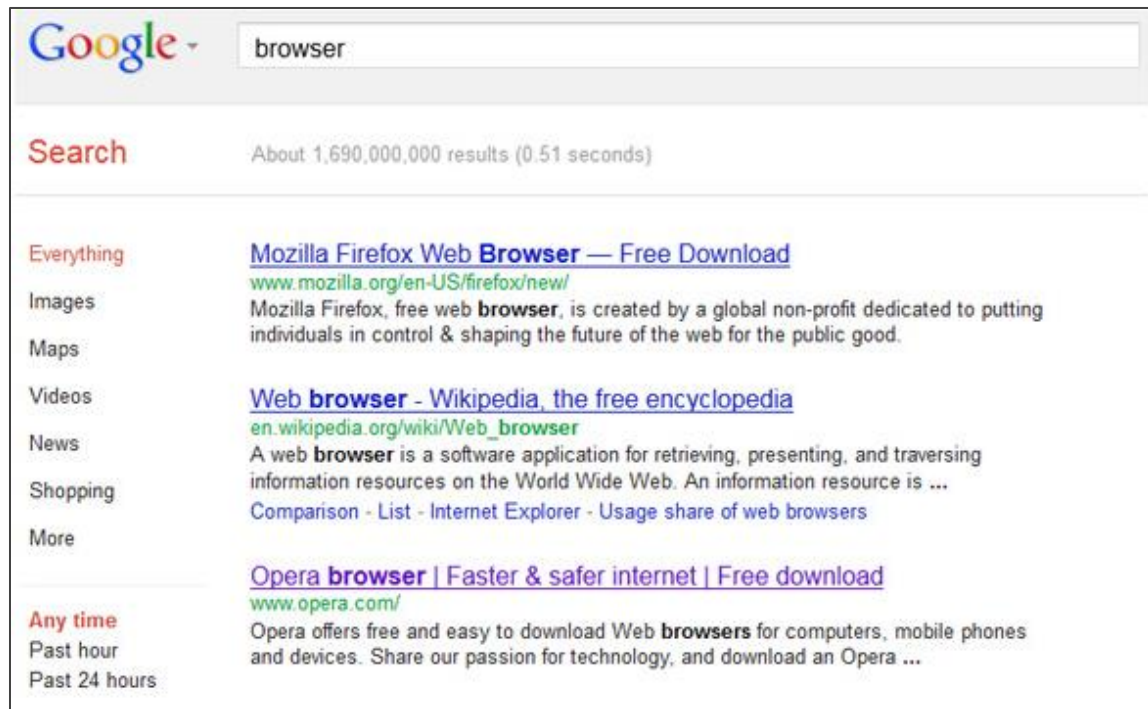 Google
browser
Search
About 1,690,000,000 results (0.51 seconds)
Everything
Images
Maps
Videos
News
Shopping
More
Any time
Past hour
Past 24 hours
Mozilla Firefox Web Browser — Free Download
www.mozilla.org/en-US/firefox/new/
Mozilla Firefox, free web browser, is created by a global non-profit dedicated to putting
individuals in control & shaping the future of the web for the public good.
Web browser - Wikipedia, the free encyclopedia
en.wikipedia.org/wiki/Web_browser
A web browser is a software application for retrieving, presenting, and traversing
information resources on the World Wide Web. An information resource is ...
Comparison - List - Internet Explorer - Usage share of web browsers
Opera browser | Faster & safer internet | Free download
www.opera.com/
Opera offers free and easy to download Web browsers for computers, mobile phones
and devices. Share our passion for technology, and download an Opera ...